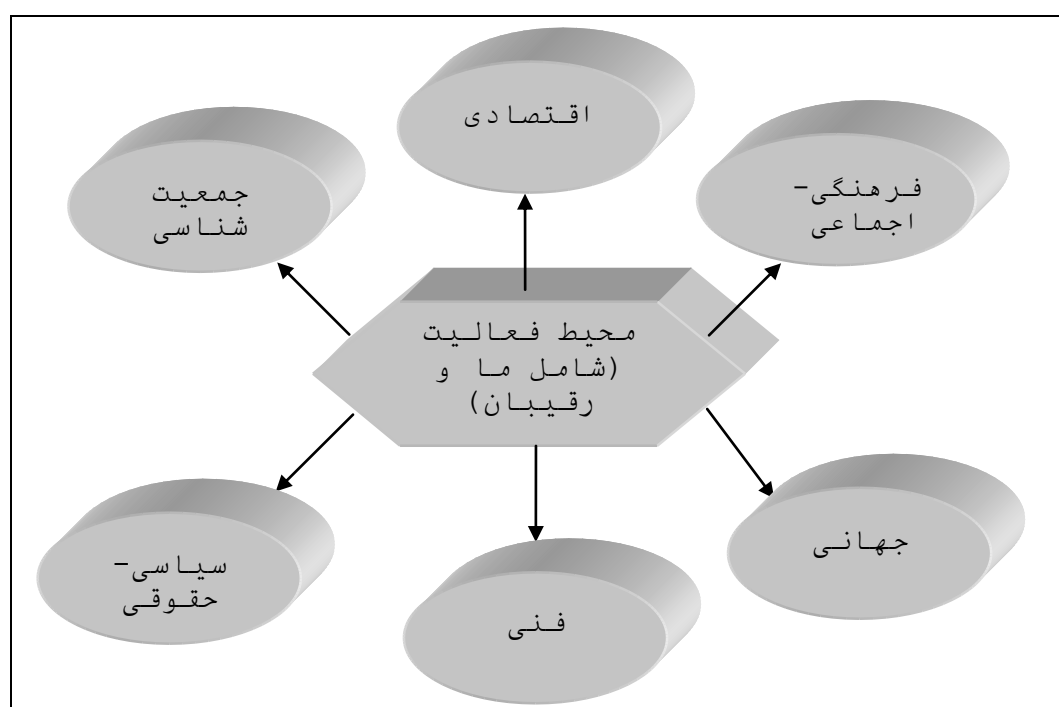 اقتصادی
فرهنگی-
اجماعی
جمعیت
شناسی
محیط فعالیت
(شامل ما و
رقیبان)
جهانی
سیاسی-
حقوقی
فنی